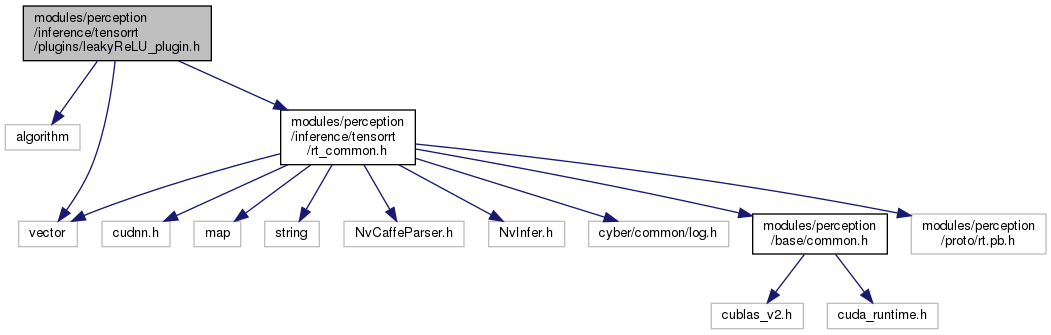 modules/perception
/inference/tensorrt
/plugins/leakyReLU_plugin.h
modules/perception
/inference/tensorrt
/rt_common.h
algorithm
vector
cudnn.h
map
string
NvCaffeParser.h
NvInfer.h
cyber/common/log.h
modules/perception
/base/common.h
modules/perception
/proto/rt.pb.h
cublas_v2.h
cuda_runtime.h